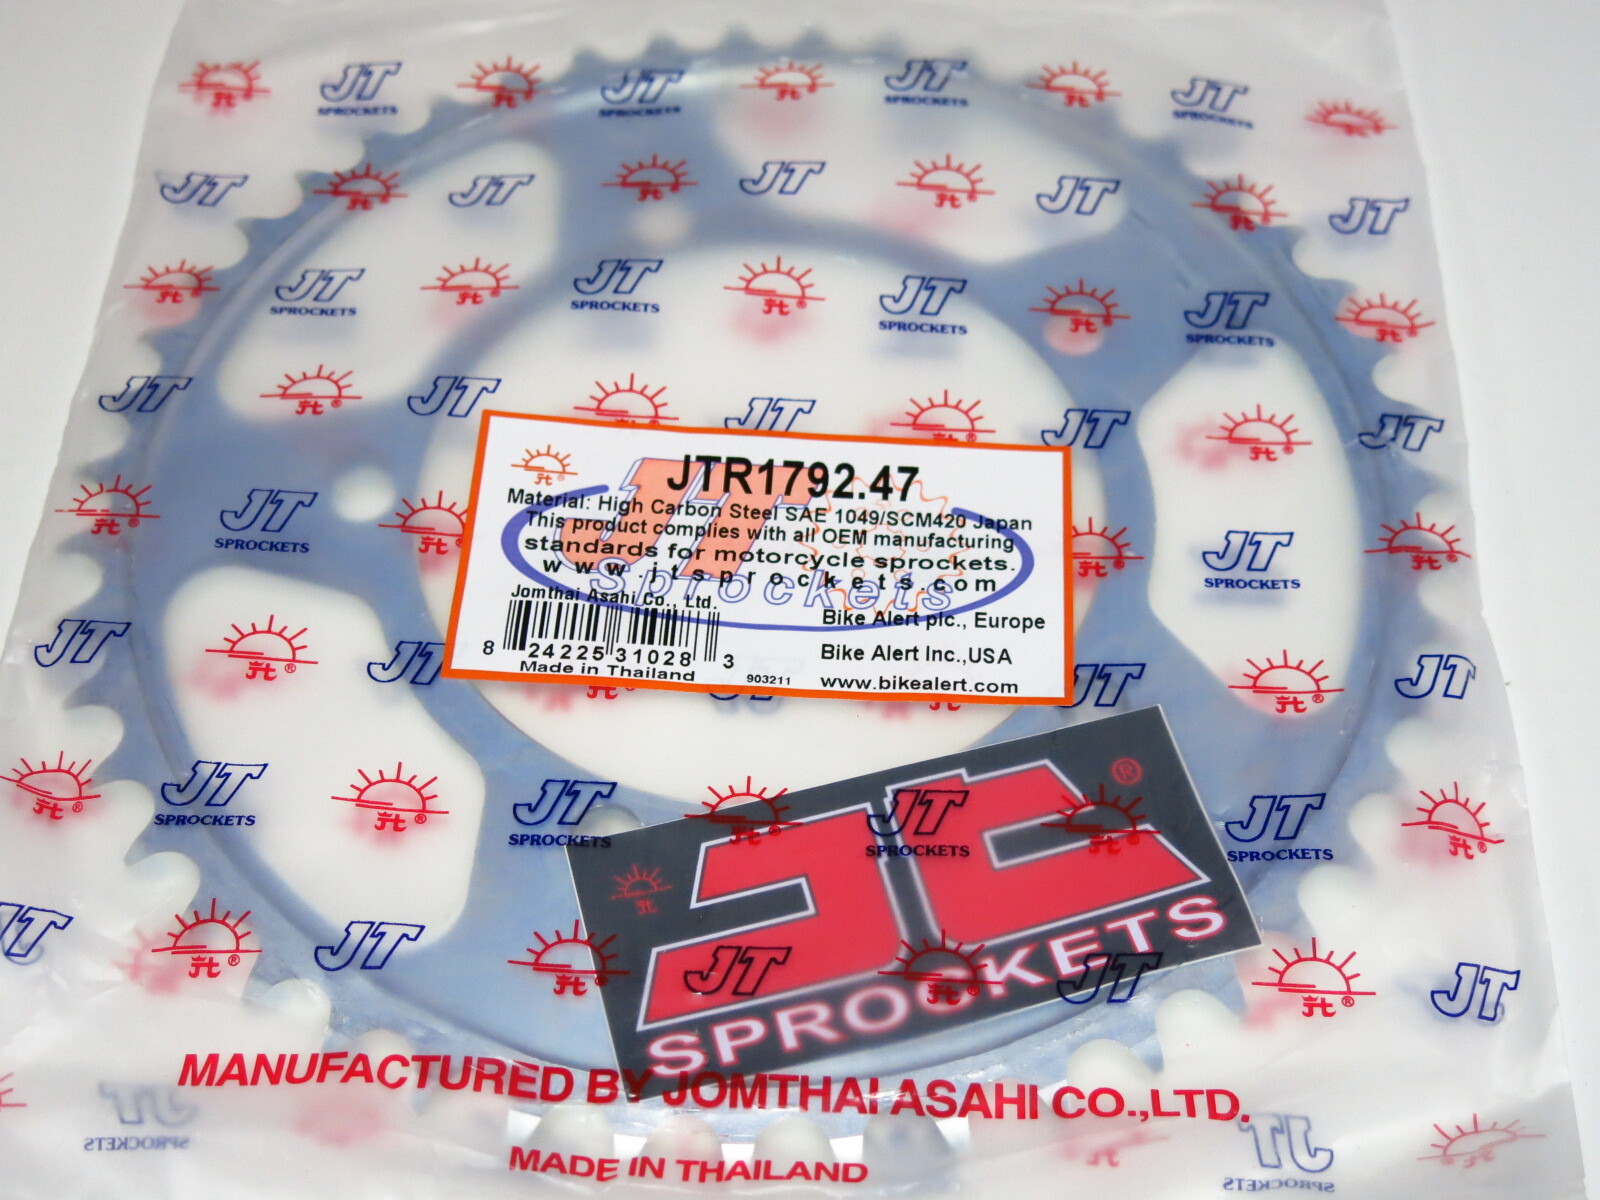 JTR1792.47
Material: High Carbon Steel SAE 1049/SCM420 Japan
This product complies with all OEM manufacturing
standards for motorcycle sprockets.
www.jtsprockets.com
JT
Sprockets
Jomthai Asahi Co., Ltd.
Bike Alert plc., Europe
8 24225 31028 3
Bike Alert Inc.,USA
Made in Thailand
903211
www.bikealert.com
JT ®
SPROCKETS
JT
SPROCKETS
MANUFACTURED BY JOMTHAI ASAHI CO.,LTD.
MADE IN THAILAND